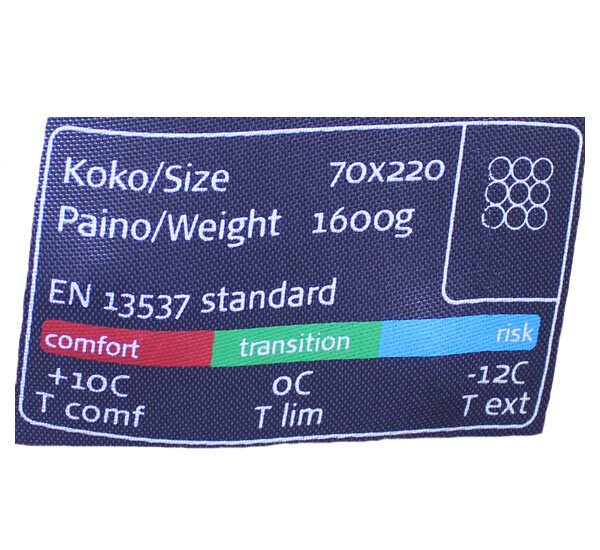 Koko/Size 70X220
Paino/Weight 1600g
EN 13537 standard
comfort transition risk
+10C 0C -12C
T comf T lim T ext